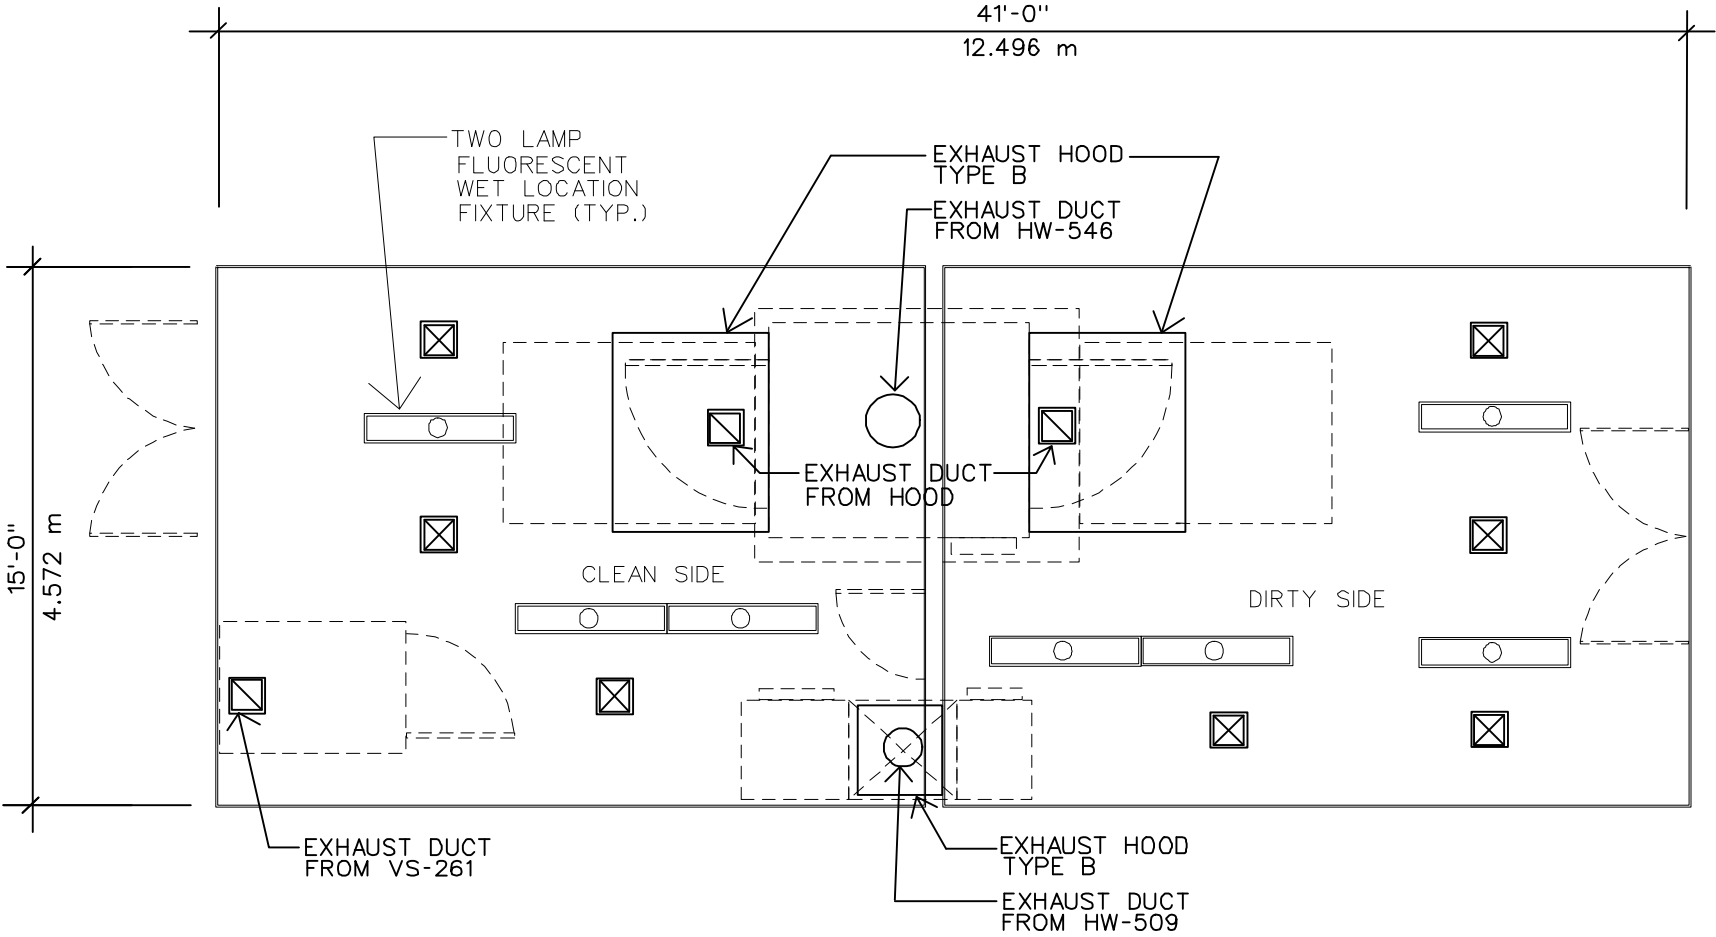 41'-0"
12.496 m
TWO LAMP
FLUORESCENT
WET LOCATION
FIXTURE (TYP.)
EXHAUST HOOD
TYPE B
EXHAUST DUCT
FROM HW-546
EXHAUST DUCT
FROM HOOD
15'-0"
4.572 m
CLEAN SIDE
DIRTY SIDE
EXHAUST DUCT
FROM VS-261
EXHAUST HOOD
TYPE B
EXHAUST DUCT
FROM HW-509